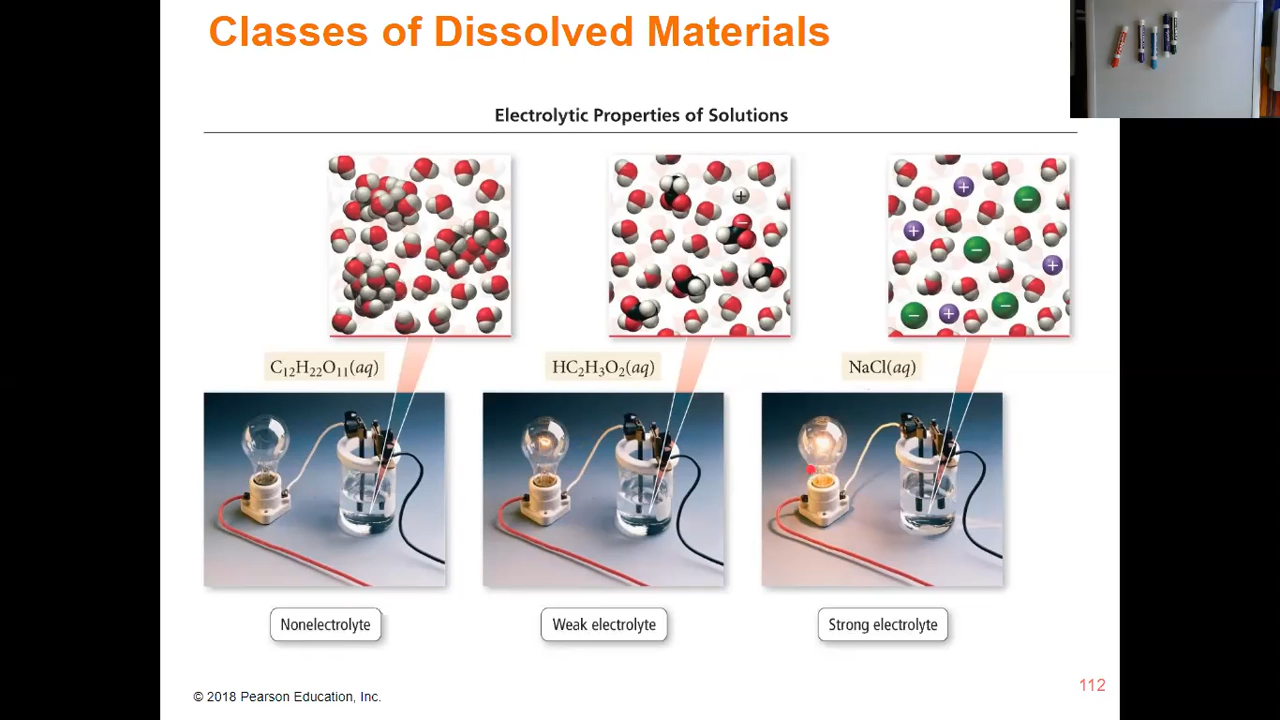 Classes of Dissolved Materials
Electrolytic Properties of Solutions
+
−
+
−
+
−
+
−
−
+
C₁₂H₂₂O₁₁(aq)
HC₂H₃O₂(aq)
NaCl(aq)
Nonelectrolyte
Weak electrolyte
Strong electrolyte
112
© 2018 Pearson Education, Inc.